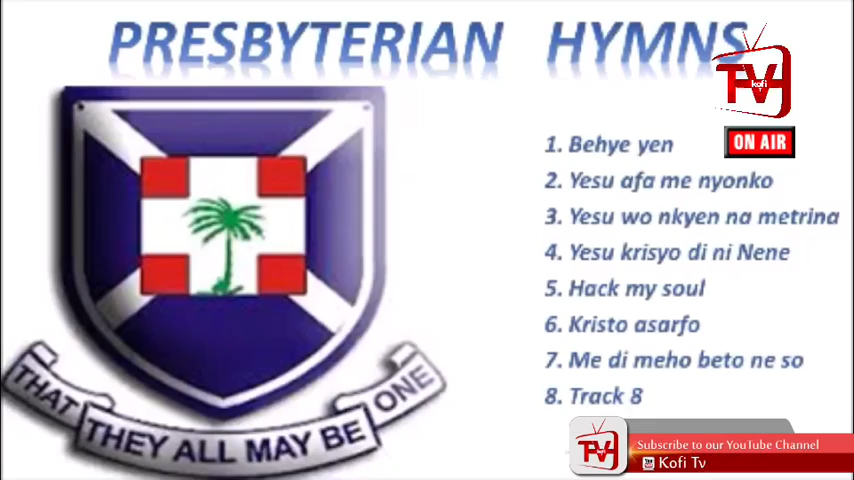 PRESBYTERIAN HYMNS
TV
kofi
ON AIR
1. Behye yen
2. Yesu afa me nyonko
3. Yesu wo nkyen na metrina
4. Yesu krisyo di ni Nene
5. Hack my soul
6. Kristo asarfo
7. Me di meho beto ne so
8. Track 8
THAT THEY ALL MAY BE ONE
TV
Subscribe to our YouTube Channel
Kofi Tv